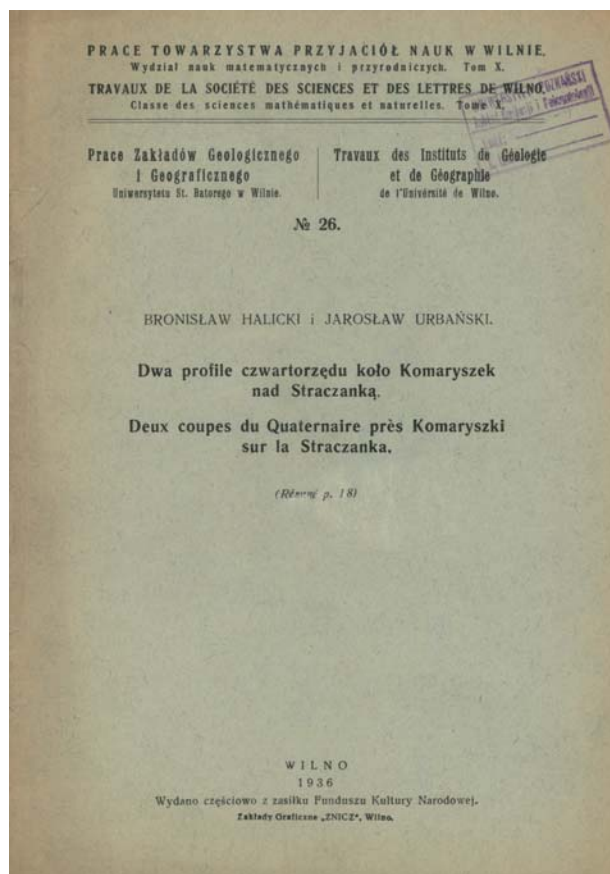 PRACE TOWARZYSTWA PRZYJACIÓŁ NAUK W WILNIE.
Wydział nauk matematycznych i przyrodniczych. Tom X.
TRAVAUX DE LA SOCIÉTÉ DES SCIENCES ET DES LETTRES DE WILNO.
Classe des sciences mathématiques et naturelles. Tome X.
Prace Zakładów Geologicznego
i Geograficznego
Uniwersytetu St. Batorego w Wilnie.
Travaux des Instituts de Géologie
et de Géographie
de l'Université de Wilno.
№ 26.
BRONISŁAW HALICKI i JAROSŁAW URBAŃSKI.
Dwa profile czwartorzędu koło Komaryszek
nad Straczanką.
Deux coupes du Quaternaire près Komaryszki
sur la Straczanka.
(Résumé p. 18)
WILNO
1936
Wydano częściowo z zasiłku Funduszu Kultury Narodowej.
Zakłady Graficzne „ZNICZ", Wilno.